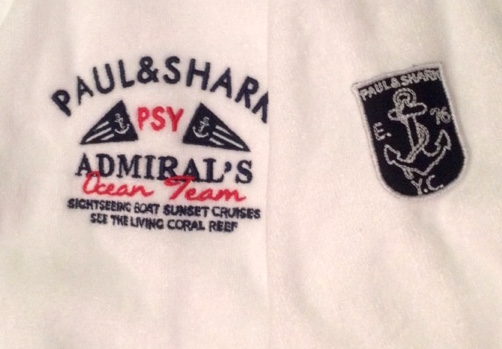 PAUL&SHARK
PSY
ADMIRAL'S
Ocean Team
SIGHTSEEING BOAT SUNSET CRUISES
SEE THE LIVING CORAL REEF
PAUL&SHARK
E. 76
Y.C.